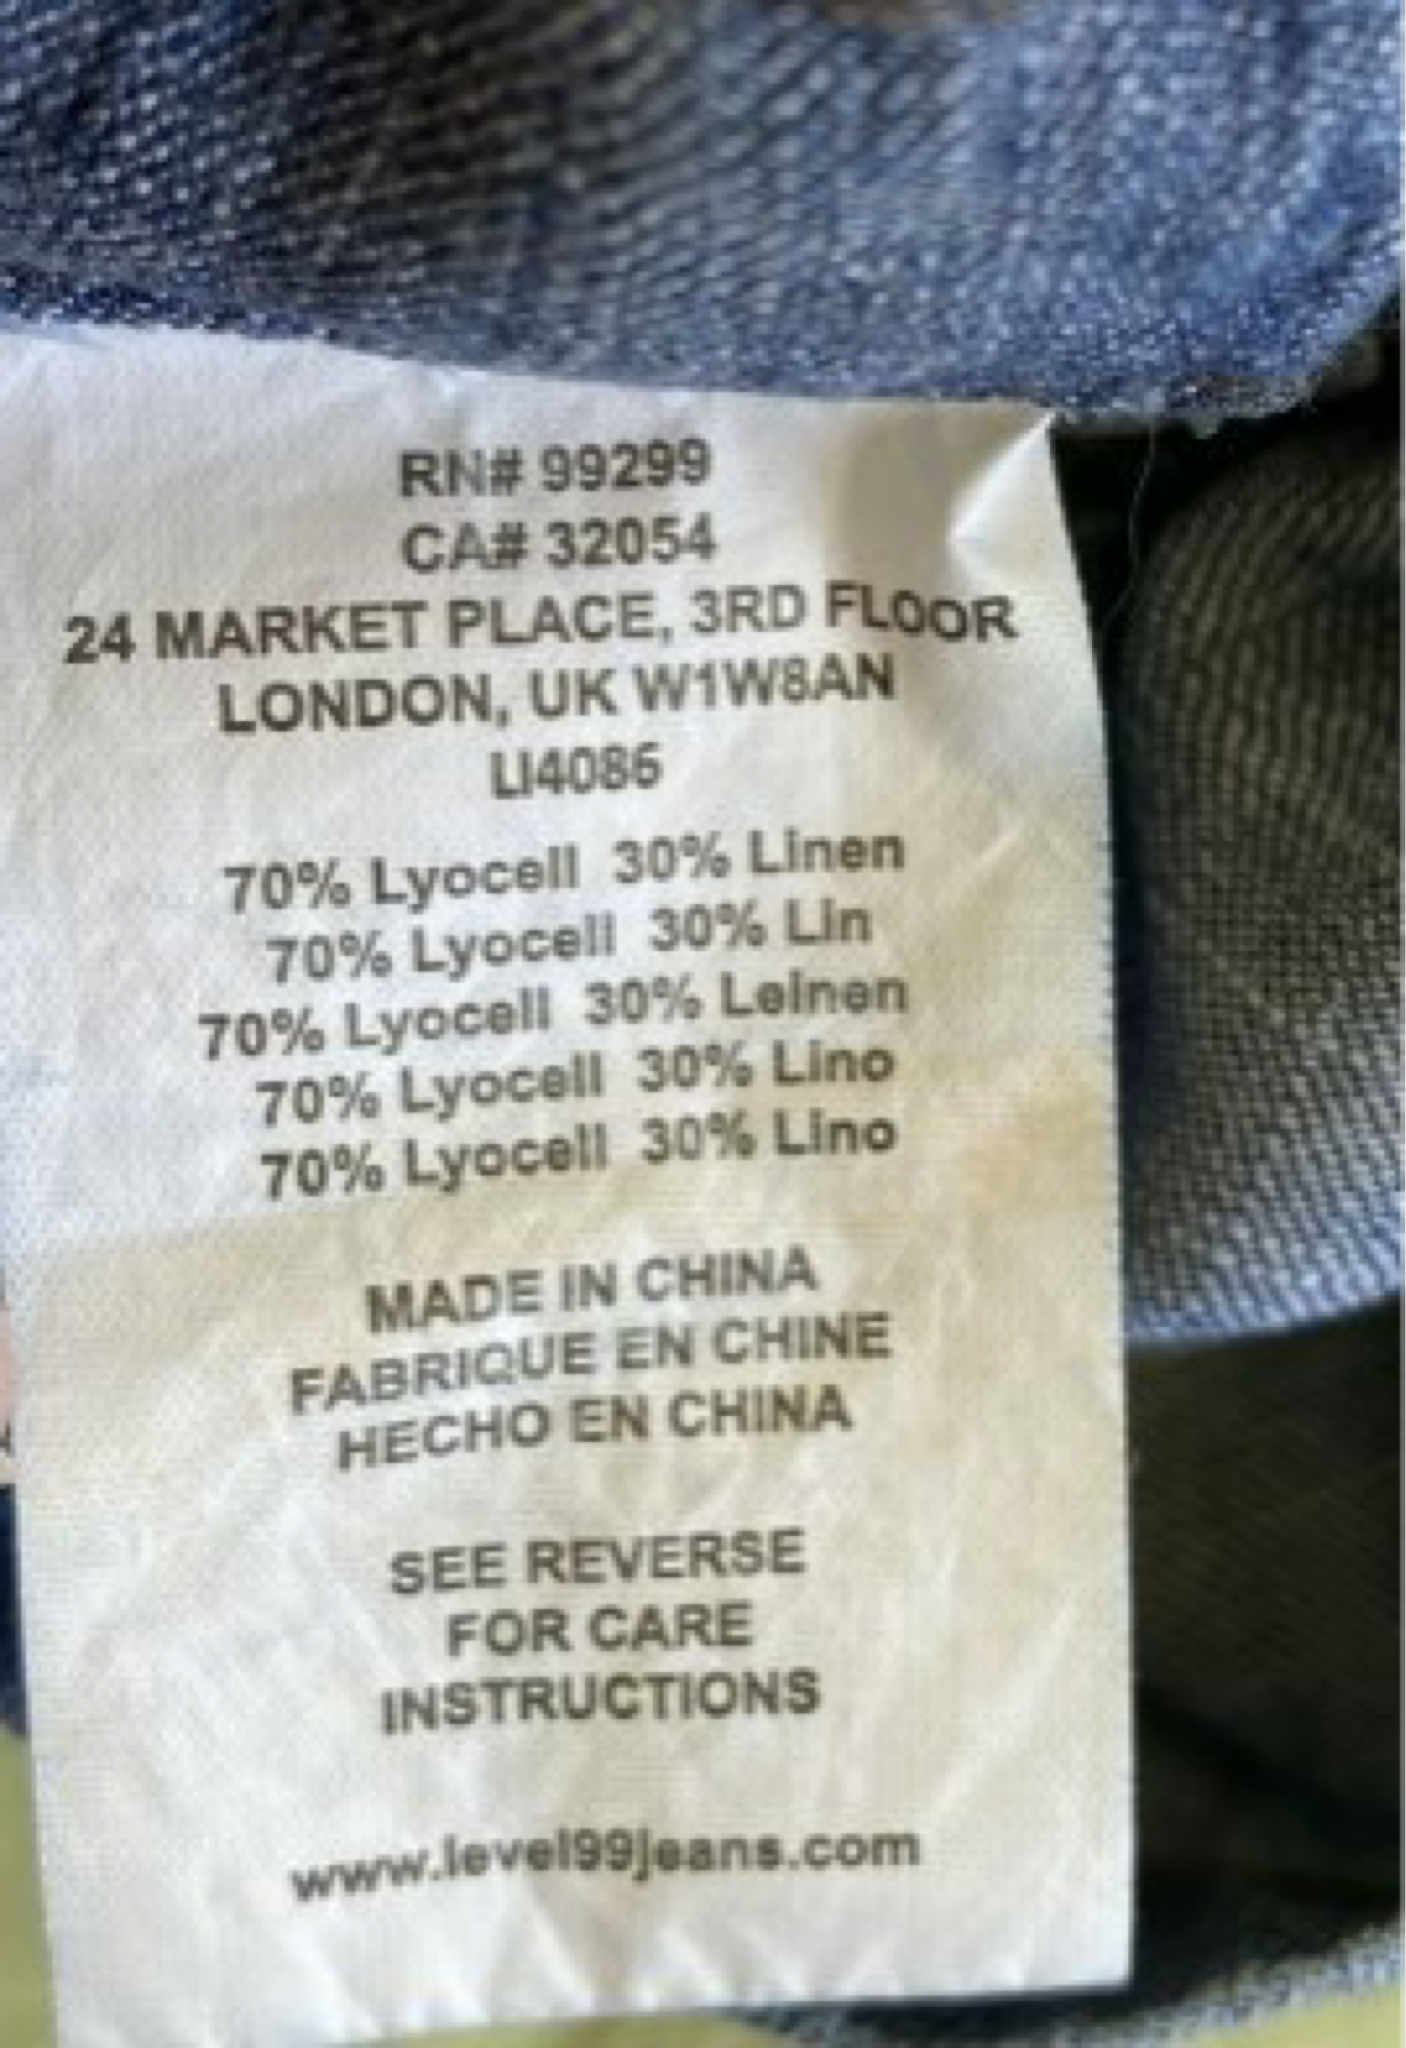 RN# 99299
CA# 32054
24 MARKET PLACE, 3RD FLOOR
LONDON, UK W1W8AN
LI4085
70% Lyocell 30% Linen
70% Lyocell 30% Lin
70% Lyocell 30% Leinen
70% Lyocell 30% Lino
70% Lyocell 30% Lino
MADE IN CHINA
FABRIQUE EN CHINE
HECHO EN CHINA
SEE REVERSE
FOR CARE
INSTRUCTIONS
www.level99jeans.com